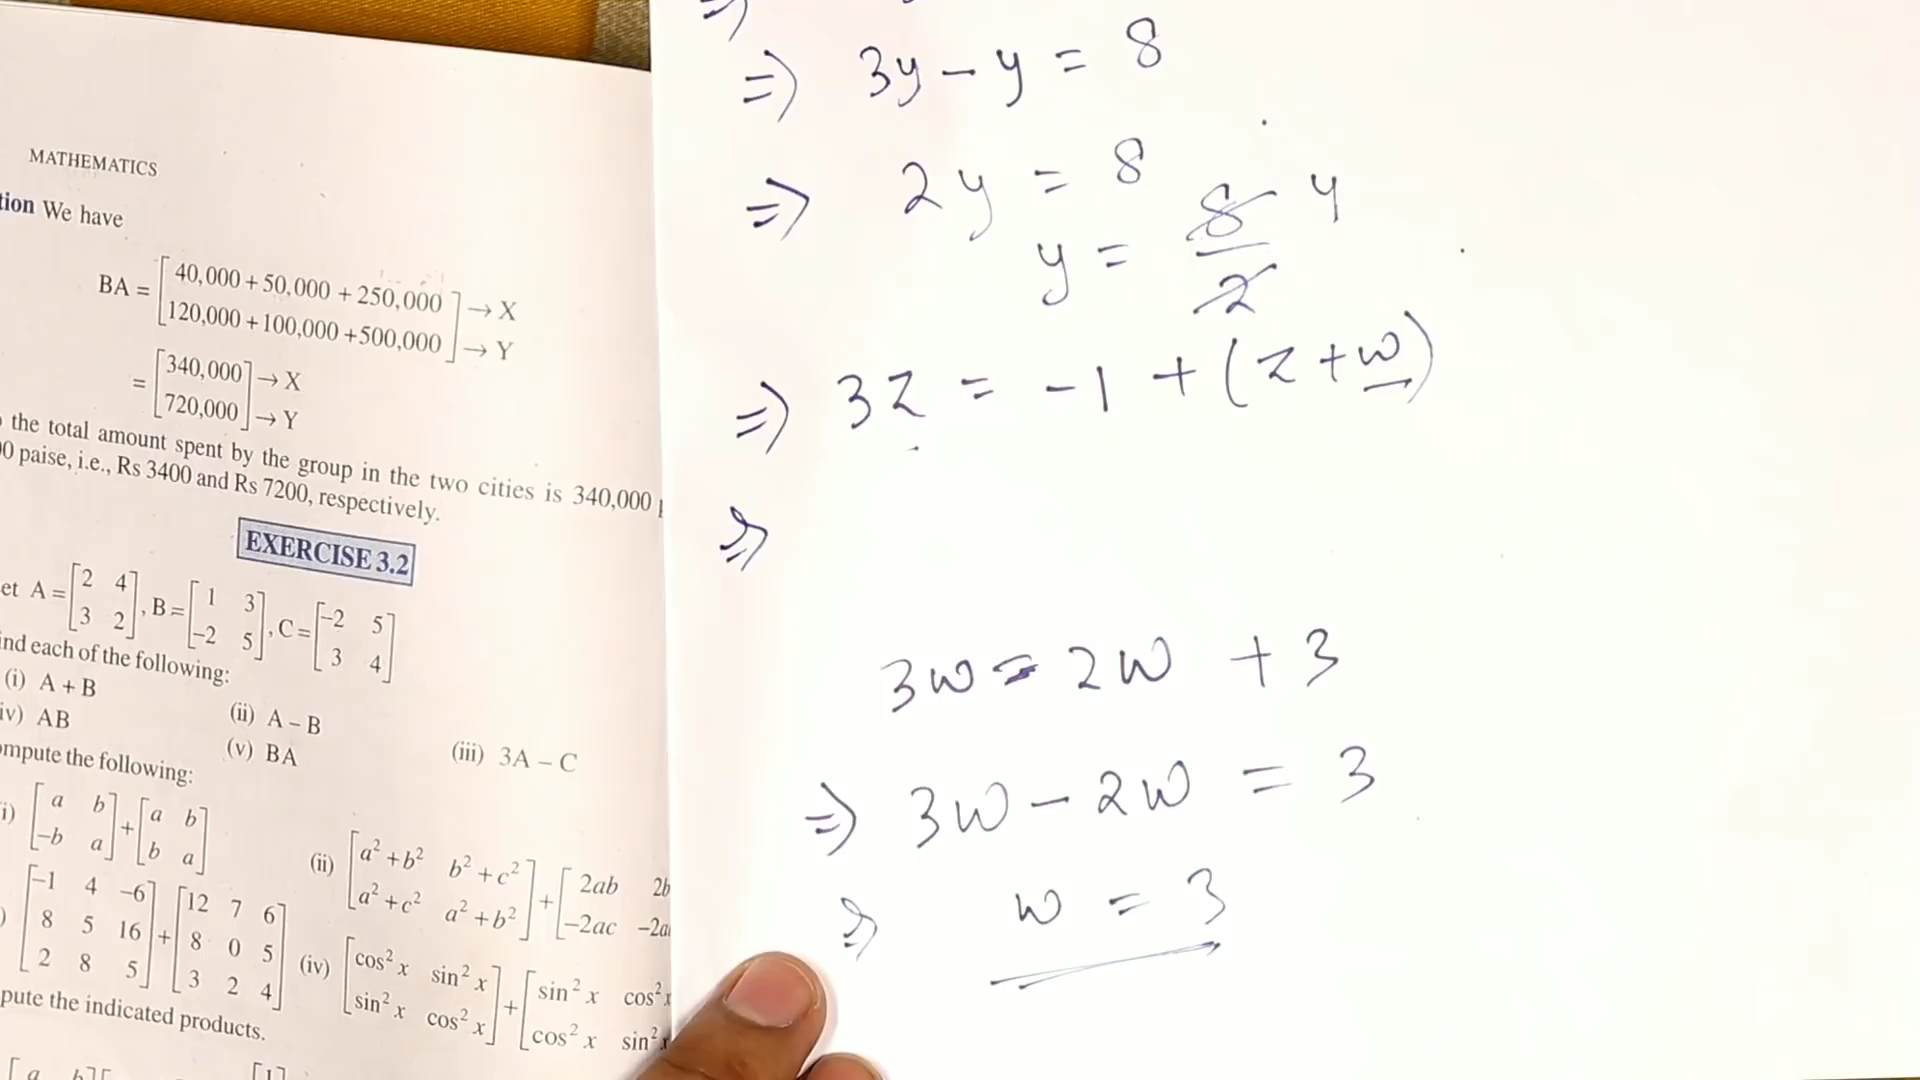 MATHEMATICS
tion We have
BA = [40,000 + 50,000 + 250,000
120,000 + 100,000 + 500,000] → X
→ Y
= [340,000
720,000] → X
→ Y
the total amount spent by the group in the two cities is 340,000
00 paise, i.e., Rs 3400 and Rs 7200, respectively.
EXERCISE 3.2
et A = [2 4
3 2], B = [1 3
−2 5], C = [−2 5
3 4]
ind each of the following:
(i) A + B (ii) A – B (iii) 3A – C
iv) AB (v) BA
ompute the following:
i) [a b
−b a] + [a b
b a] (ii) [a² + b² b² + c²
a² + c² a² + b²] + [2ab 2b
−2ac −2a
) [−1 4 −6
8 5 16
2 8 5] + [12 7 6
8 0 5
3 2 4] (iv) [cos² x sin² x
sin² x cos² x] + [sin² x cos² x
cos² x sin² x
pute the indicated products.
[a b] [
[1]
⇒
⇒ 3y – y = 8
⇒ 2y = 8
y = 8/2 4
⇒ 3z = -1 + (z + w)
⇒
3w = 2w + 3
⇒ 3w – 2w = 3
⇒ w = 3